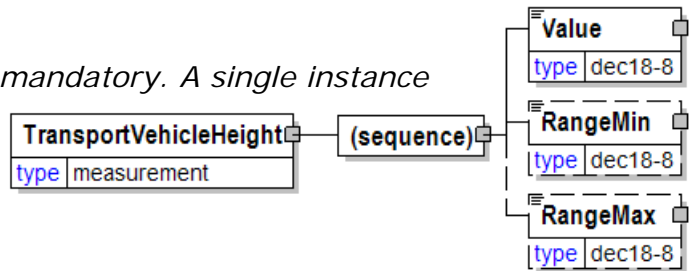 Value
type dec18-8
mandatory. A single instance
RangeMin
TransportVehicleHeight (sequence)
type measurement
type dec18-8
RangeMax
type dec18-8